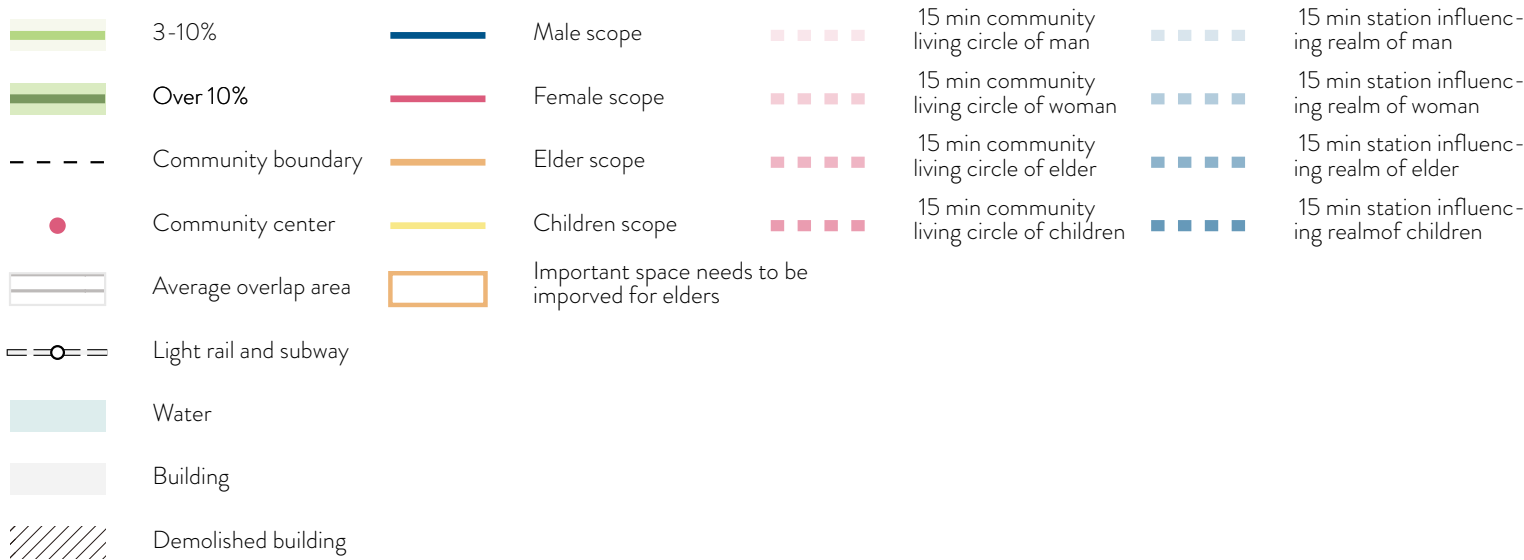 3-10%
Over 10%
Community boundary
Community center
Average overlap area
Light rail and subway
Water
Building
Demolished building
Male scope
Female scope
Elder scope
Children scope
Important space needs to be
imporved for elders
15 min community
living circle of man
15 min community
living circle of woman
15 min community
living circle of elder
15 min community
living circle of children
15 min station influenc-
ing realm of man
15 min station influenc-
ing realm of woman
15 min station influenc-
ing realm of elder
15 min station influenc-
ing realmof children